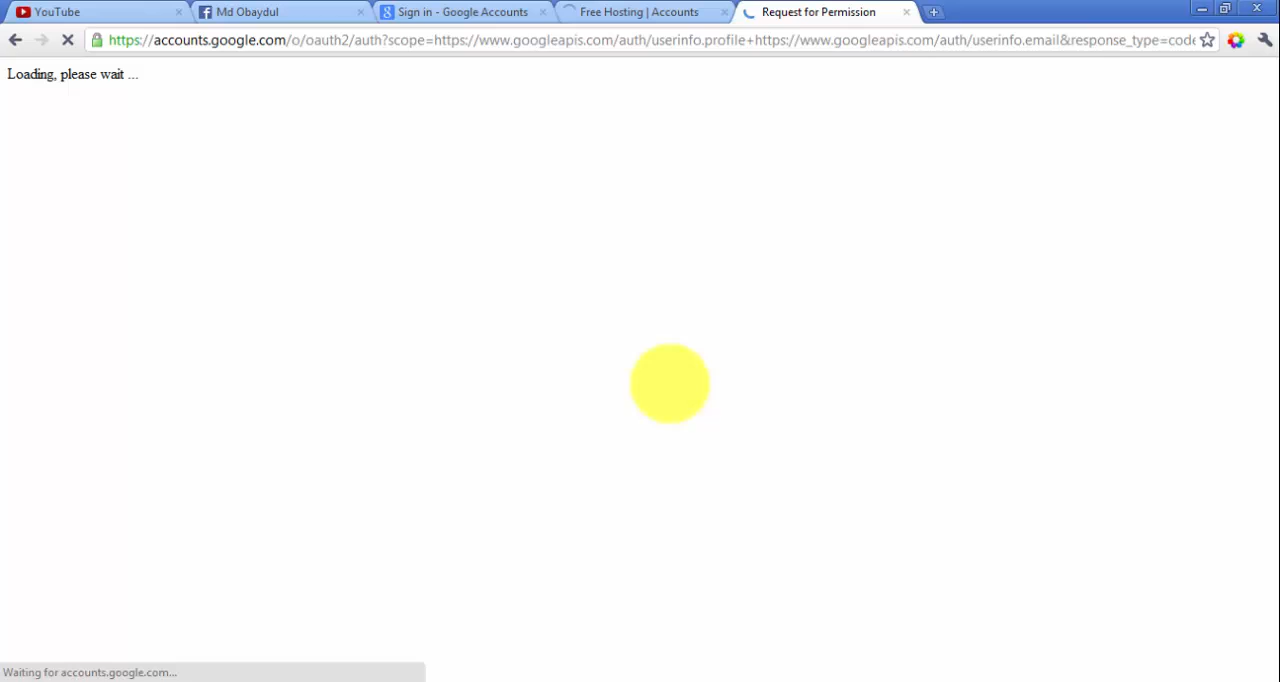 YouTube
Md Obaydul
Sign in - Google Accounts
Free Hosting | Accounts
Request for Permission
https://accounts.google.com/o/oauth2/auth?scope=https://www.googleapis.com/auth/userinfo.profile+https://www.googleapis.com/auth/userinfo.email&response_type=code
Loading, please wait ...
Waiting for accounts.google.com...